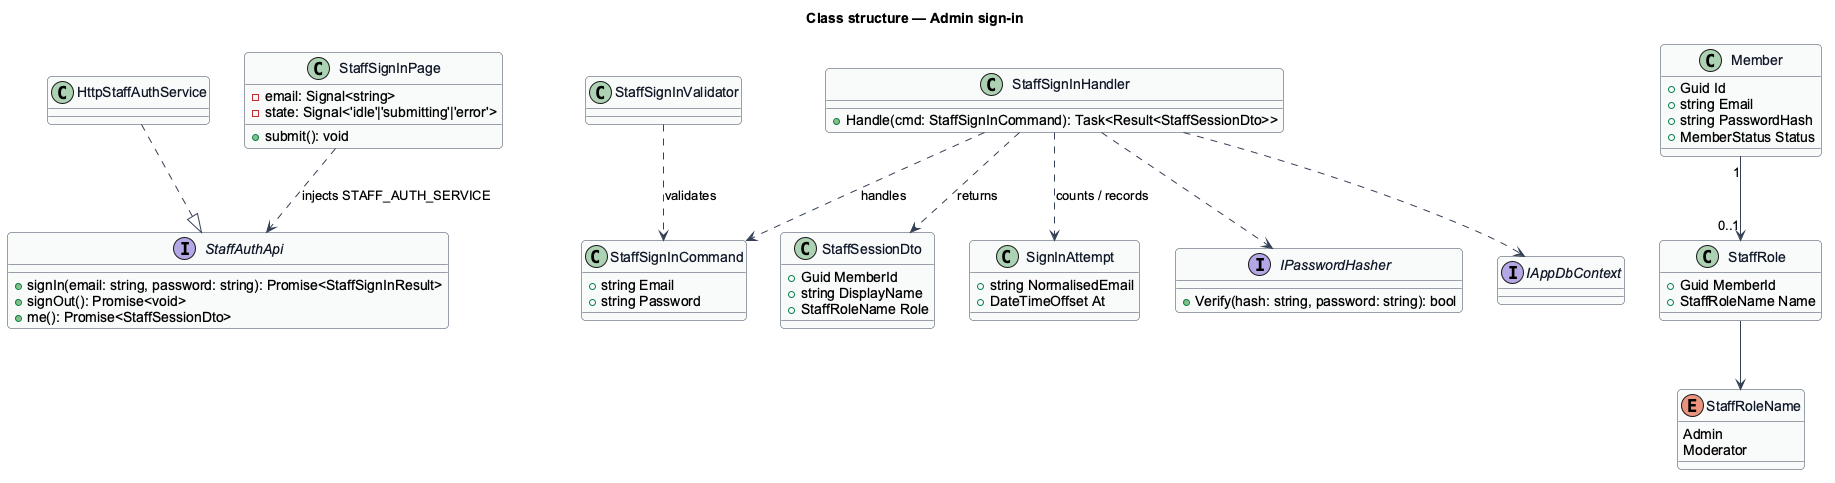 Class structure — Admin sign-in
C HttpStaffAuthService
C StaffSignInPage
email: Signal<string>
state: Signal<'idle'|'submitting'|'error'>
submit(): void
C StaffSignInValidator
C StaffSignInHandler
Handle(cmd: StaffSignInCommand): Task<Result<StaffSessionDto>>
C Member
Guid Id
string Email
string PasswordHash
MemberStatus Status
injects STAFF_AUTH_SERVICE
validates
handles
returns
counts / records
1
0..1
I StaffAuthApi
signIn(email: string, password: string): Promise<StaffSignInResult>
signOut(): Promise<void>
me(): Promise<StaffSessionDto>
C StaffSignInCommand
string Email
string Password
C StaffSessionDto
Guid MemberId
string DisplayName
StaffRoleName Role
C SignInAttempt
string NormalisedEmail
DateTimeOffset At
I IPasswordHasher
Verify(hash: string, password: string): bool
I IAppDbContext
C StaffRole
Guid MemberId
StaffRoleName Name
E StaffRoleName
Admin
Moderator